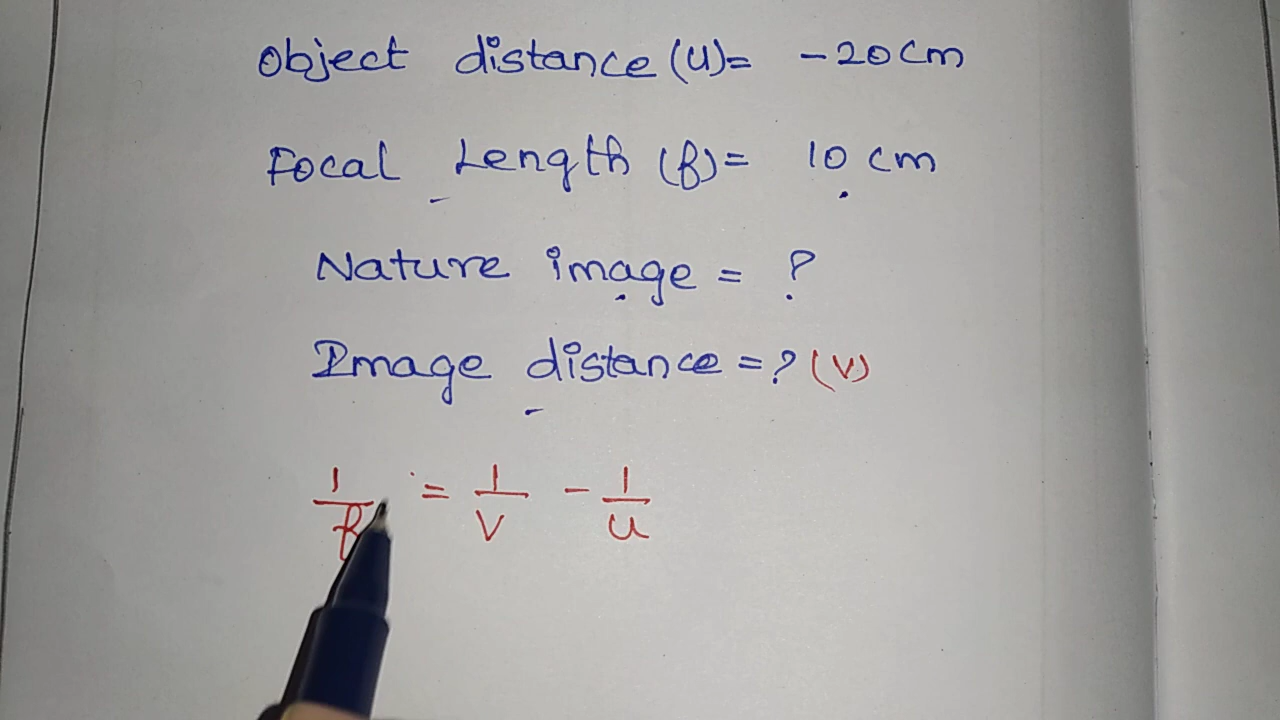 Object distance (u)= -20cm
Focal Length (f)= 10 cm
Nature image = ?
Image distance =? (v)
1/f = 1/v - 1/u